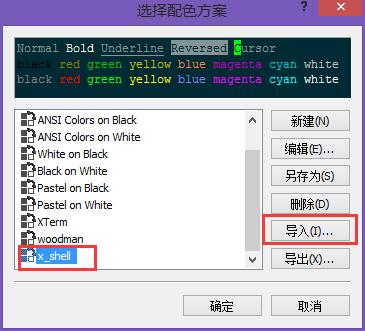 选择配色方案
Normal Bold Underline Reversed Cursor
black red green yellow blue magenta cyan white
black red green yellow blue magenta cyan white
ANSI Colors on Black
ANSI Colors on White
White on Black
Black on White
Pastel on Black
Pastel on White
XTerm
woodman
x_shell
新建(N)
编辑(E)...
另存为(S)
删除(D)
导入(I)...
导出(X)...
确定
取消